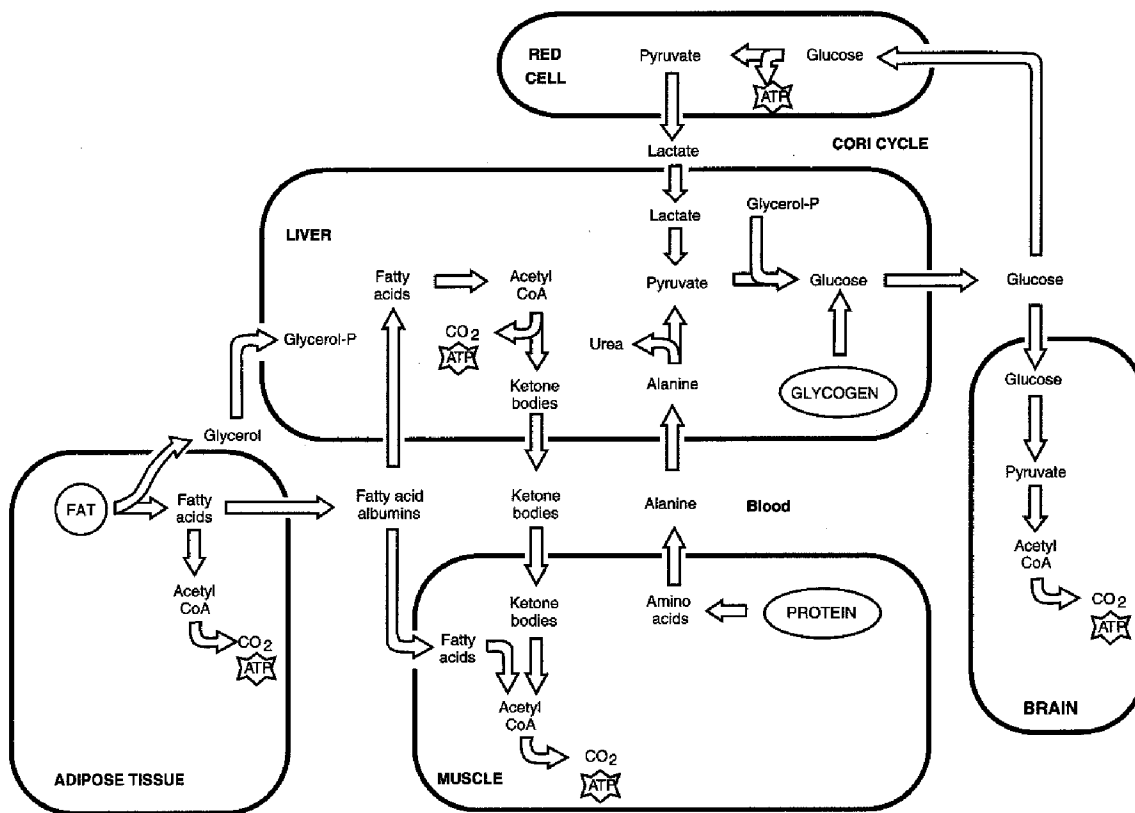 RED
CELL
Pyruvate
Glucose
ATP
Lactate
CORI CYCLE
LIVER
Lactate
Glycerol-P
Fatty
acids
Acetyl
CoA
Pyruvate
Glucose
Glucose
Glycerol-P
CO2
ATP
Urea
Ketone
bodies
Alanine
GLYCOGEN
Glucose
Glycerol
FAT
Fatty
acids
Fatty acid
albumins
Ketone
bodies
Alanine
Blood
Pyruvate
Acetyl
CoA
Acetyl
CoA
CO2
ATP
Ketone
bodies
Amino
acids
PROTEIN
CO2
ATP
Fatty
acids
Acetyl
CoA
CO2
ATP
BRAIN
ADIPOSE TISSUE
MUSCLE